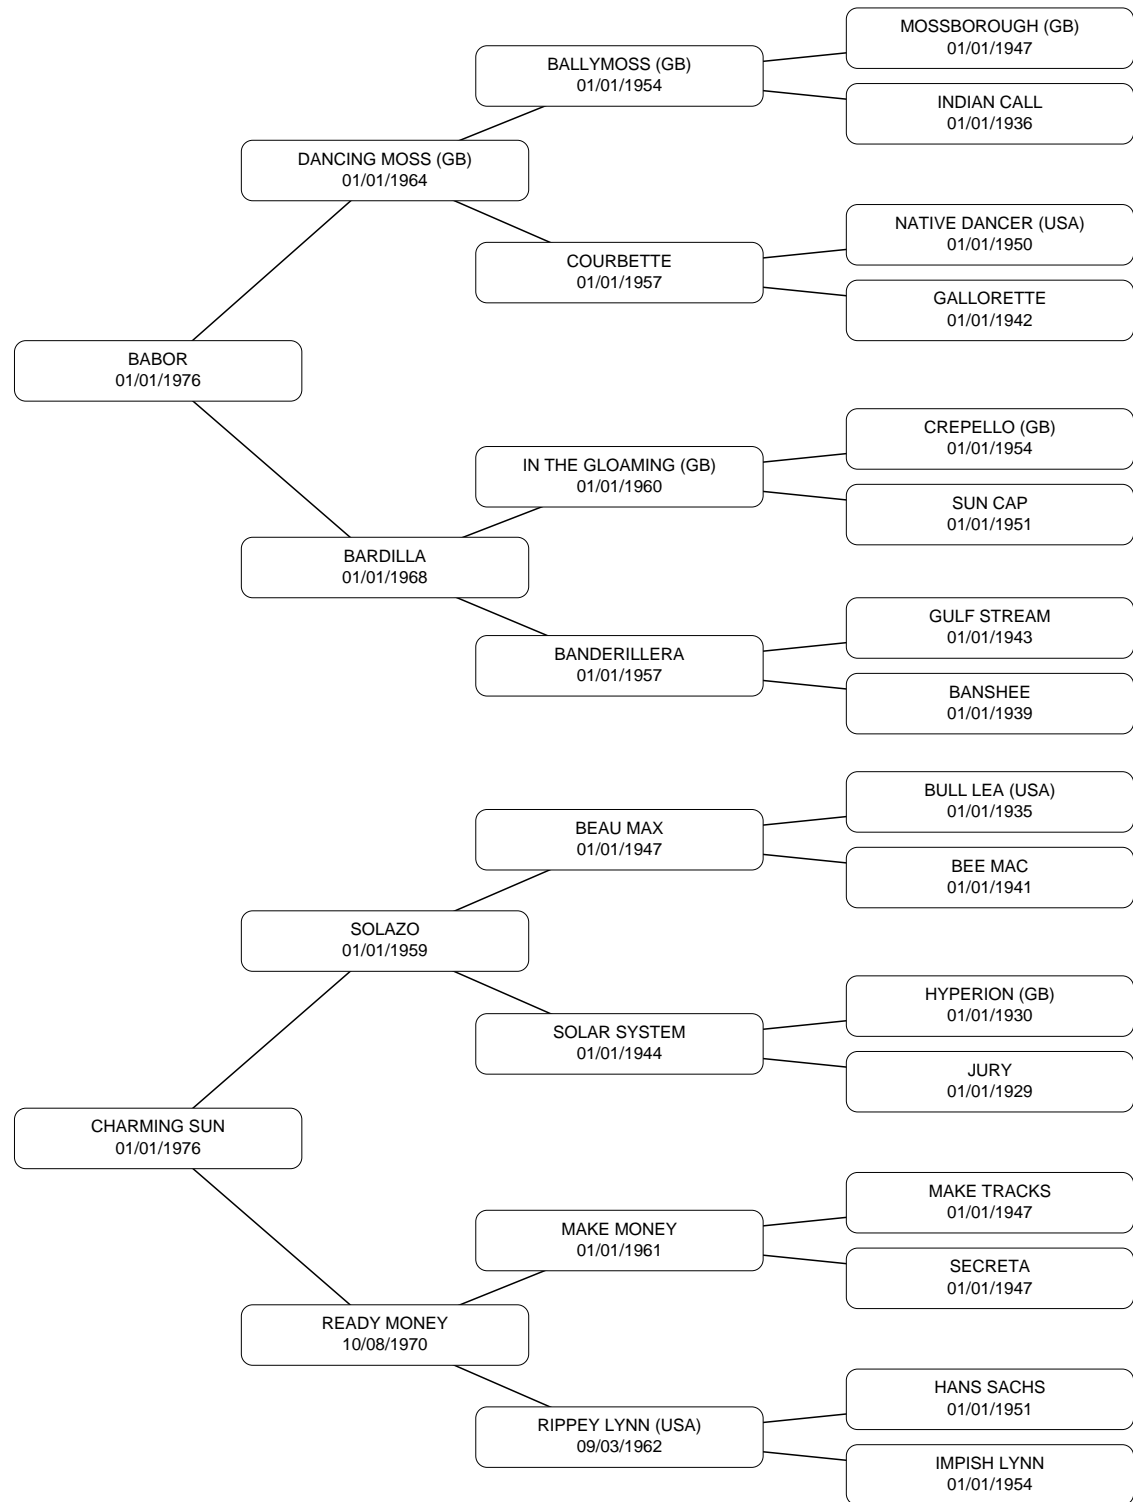 MOSSBOROUGH (GB)
01/01/1947
BALLYMOSS (GB)
01/01/1954
INDIAN CALL
01/01/1936
DANCING MOSS (GB)
01/01/1964
NATIVE DANCER (USA)
01/01/1950
COURBETTE
01/01/1957
GALLORETTE
01/01/1942
BABOR
01/01/1976
CREPELLO (GB)
01/01/1954
IN THE GLOAMING (GB)
01/01/1960
SUN CAP
01/01/1951
BARDILLA
01/01/1968
GULF STREAM
01/01/1943
BANDERILLERA
01/01/1957
BANSHEE
01/01/1939
BULL LEA (USA)
01/01/1935
BEAU MAX
01/01/1947
BEE MAC
01/01/1941
SOLAZO
01/01/1959
HYPERION (GB)
01/01/1930
SOLAR SYSTEM
01/01/1944
JURY
01/01/1929
CHARMING SUN
01/01/1976
MAKE TRACKS
01/01/1947
MAKE MONEY
01/01/1961
SECRETA
01/01/1947
READY MONEY
10/08/1970
HANS SACHS
01/01/1951
RIPPEY LYNN (USA)
09/03/1962
IMPISH LYNN
01/01/1954